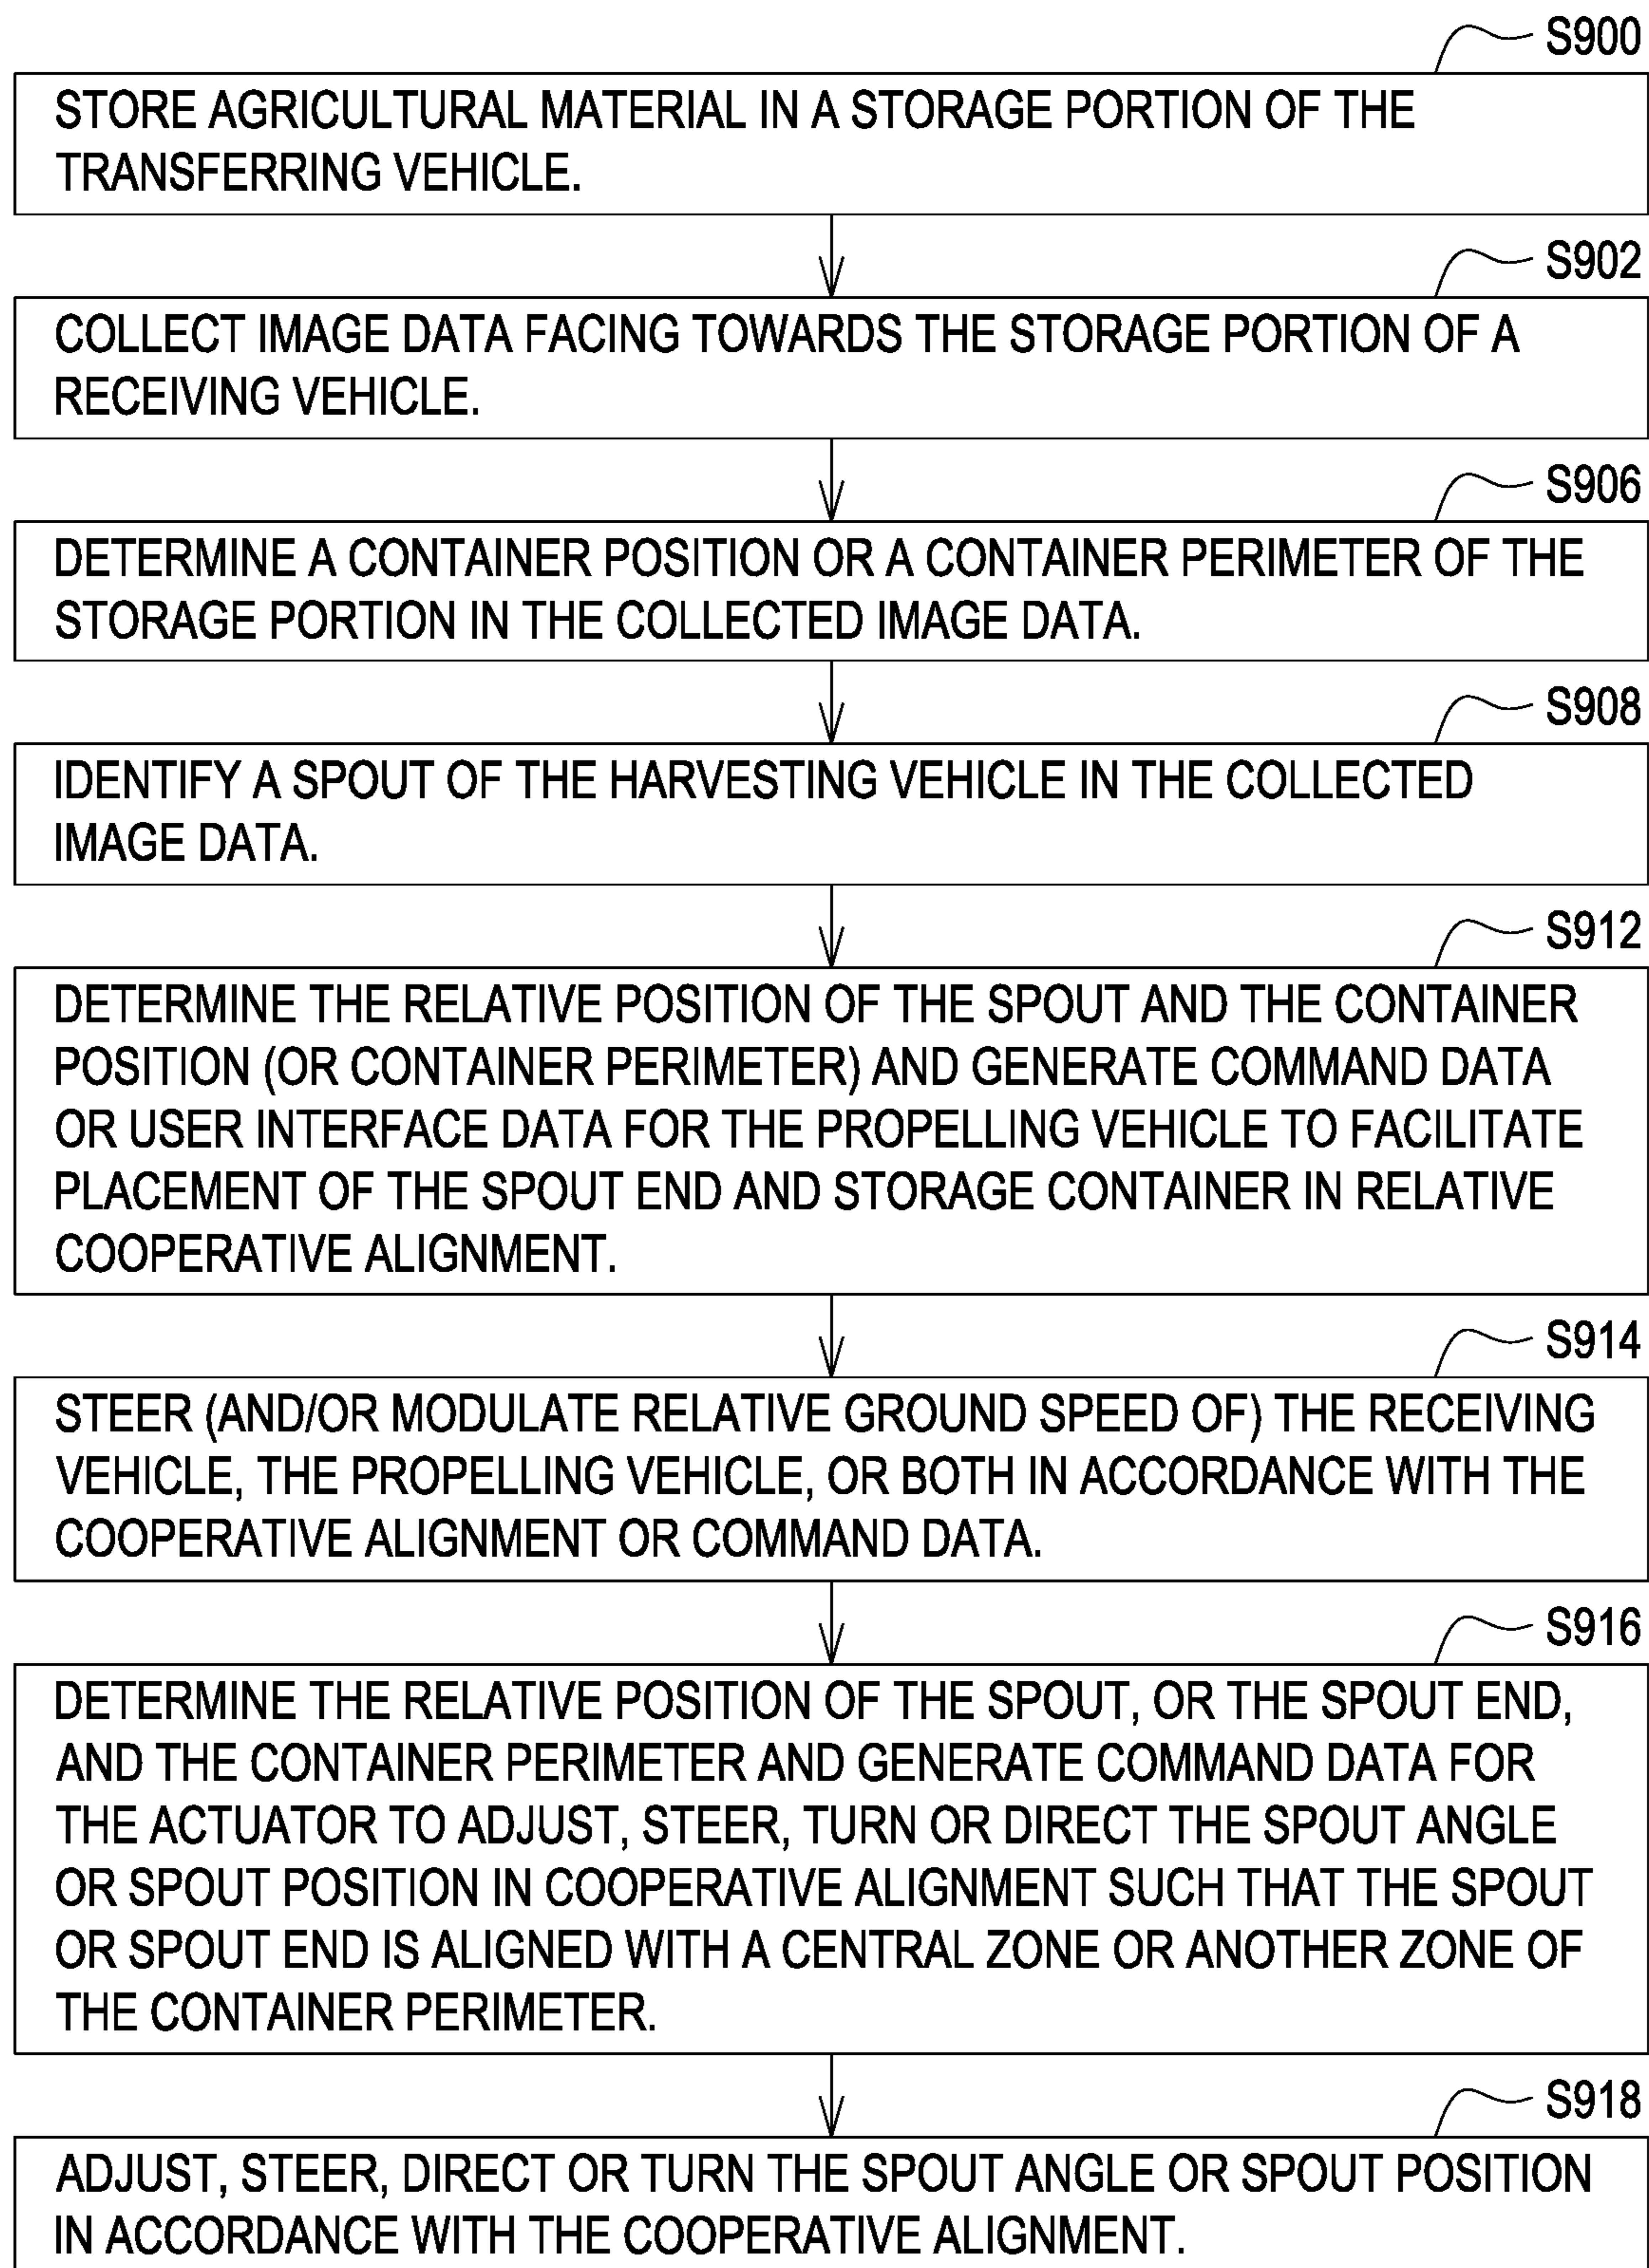 S900
STORE AGRICULTURAL MATERIAL IN A STORAGE PORTION OF THE
TRANSFERRING VEHICLE.
S902
COLLECT IMAGE DATA FACING TOWARDS THE STORAGE PORTION OF A
RECEIVING VEHICLE.
S906
DETERMINE A CONTAINER POSITION OR A CONTAINER PERIMETER OF THE
STORAGE PORTION IN THE COLLECTED IMAGE DATA.
S908
IDENTIFY A SPOUT OF THE HARVESTING VEHICLE IN THE COLLECTED
IMAGE DATA.
S912
DETERMINE THE RELATIVE POSITION OF THE SPOUT AND THE CONTAINER
POSITION (OR CONTAINER PERIMETER) AND GENERATE COMMAND DATA
OR USER INTERFACE DATA FOR THE PROPELLING VEHICLE TO FACILITATE
PLACEMENT OF THE SPOUT END AND STORAGE CONTAINER IN RELATIVE
COOPERATIVE ALIGNMENT.
S914
STEER (AND/OR MODULATE RELATIVE GROUND SPEED OF) THE RECEIVING
VEHICLE, THE PROPELLING VEHICLE, OR BOTH IN ACCORDANCE WITH THE
COOPERATIVE ALIGNMENT OR COMMAND DATA.
S916
DETERMINE THE RELATIVE POSITION OF THE SPOUT, OR THE SPOUT END,
AND THE CONTAINER PERIMETER AND GENERATE COMMAND DATA FOR
THE ACTUATOR TO ADJUST, STEER, TURN OR DIRECT THE SPOUT ANGLE
OR SPOUT POSITION IN COOPERATIVE ALIGNMENT SUCH THAT THE SPOUT
OR SPOUT END IS ALIGNED WITH A CENTRAL ZONE OR ANOTHER ZONE OF
THE CONTAINER PERIMETER.
S918
ADJUST, STEER, DIRECT OR TURN THE SPOUT ANGLE OR SPOUT POSITION
IN ACCORDANCE WITH THE COOPERATIVE ALIGNMENT.